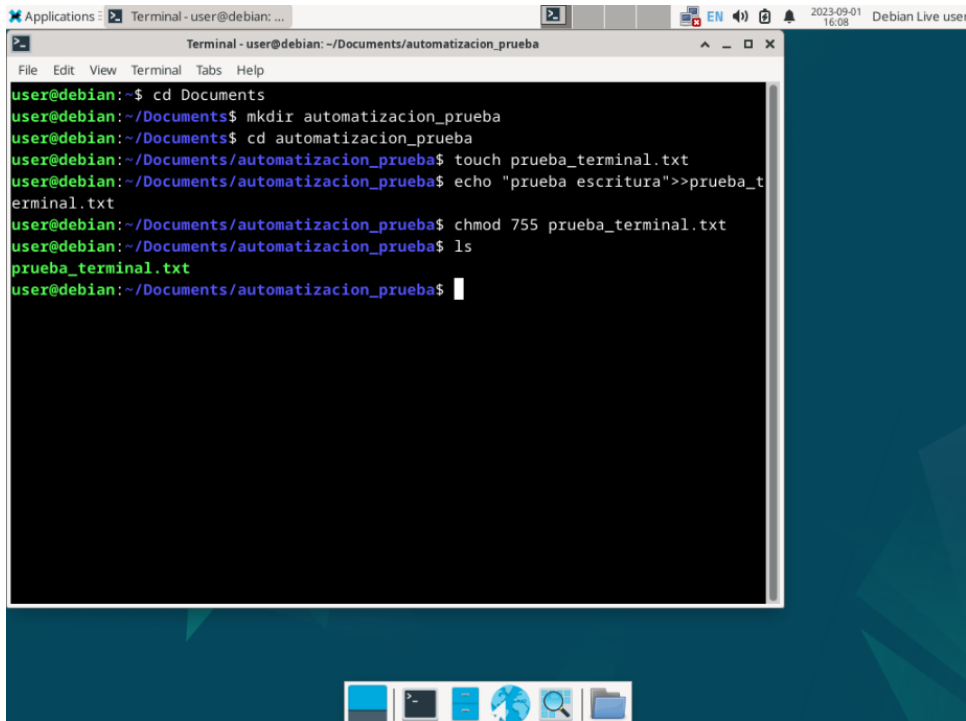 Applications
Terminal - user@debian: ...
EN
2023-09-01
16:08
Debian Live user
Terminal - user@debian: ~/Documents/automatizacion_prueba
File Edit View Terminal Tabs Help
user@debian:~$ cd Documents
user@debian:~/Documents$ mkdir automatizacion_prueba
user@debian:~/Documents$ cd automatizacion_prueba
user@debian:~/Documents/automatizacion_prueba$ touch prueba_terminal.txt
user@debian:~/Documents/automatizacion_prueba$ echo "prueba escritura">>prueba_t
erminal.txt
user@debian:~/Documents/automatizacion_prueba$ chmod 755 prueba_terminal.txt
user@debian:~/Documents/automatizacion_prueba$ ls
prueba_terminal.txt
user@debian:~/Documents/automatizacion_prueba$